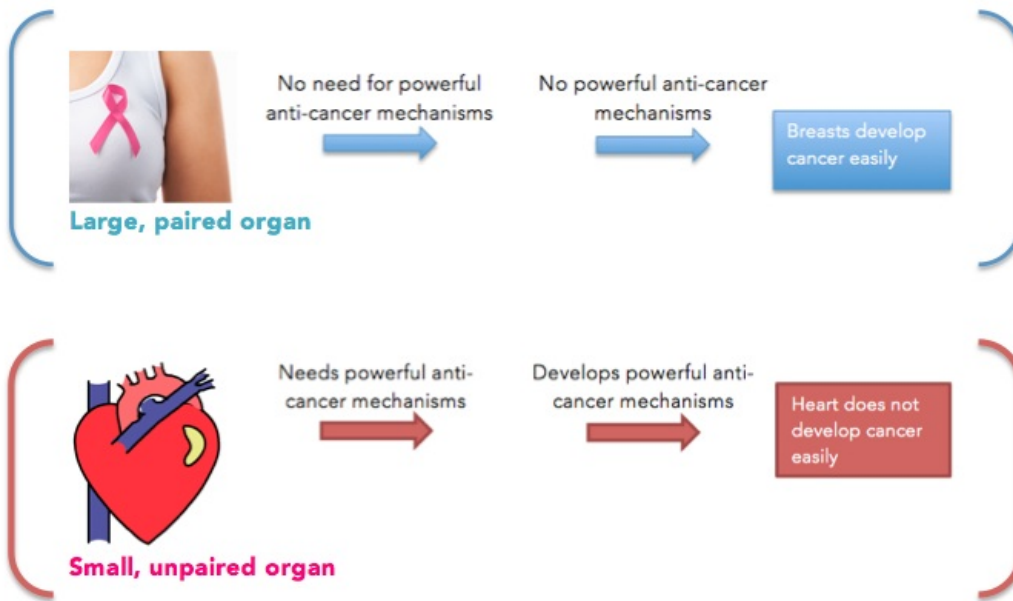 No need for powerful
anti-cancer mechanisms
No powerful anti-cancer
mechanisms
Breasts develop
cancer easily
Large, paired organ
Needs powerful anti-
cancer mechanisms
Develops powerful anti-
cancer mechanisms
Heart does not
develop cancer
easily
Small, unpaired organ